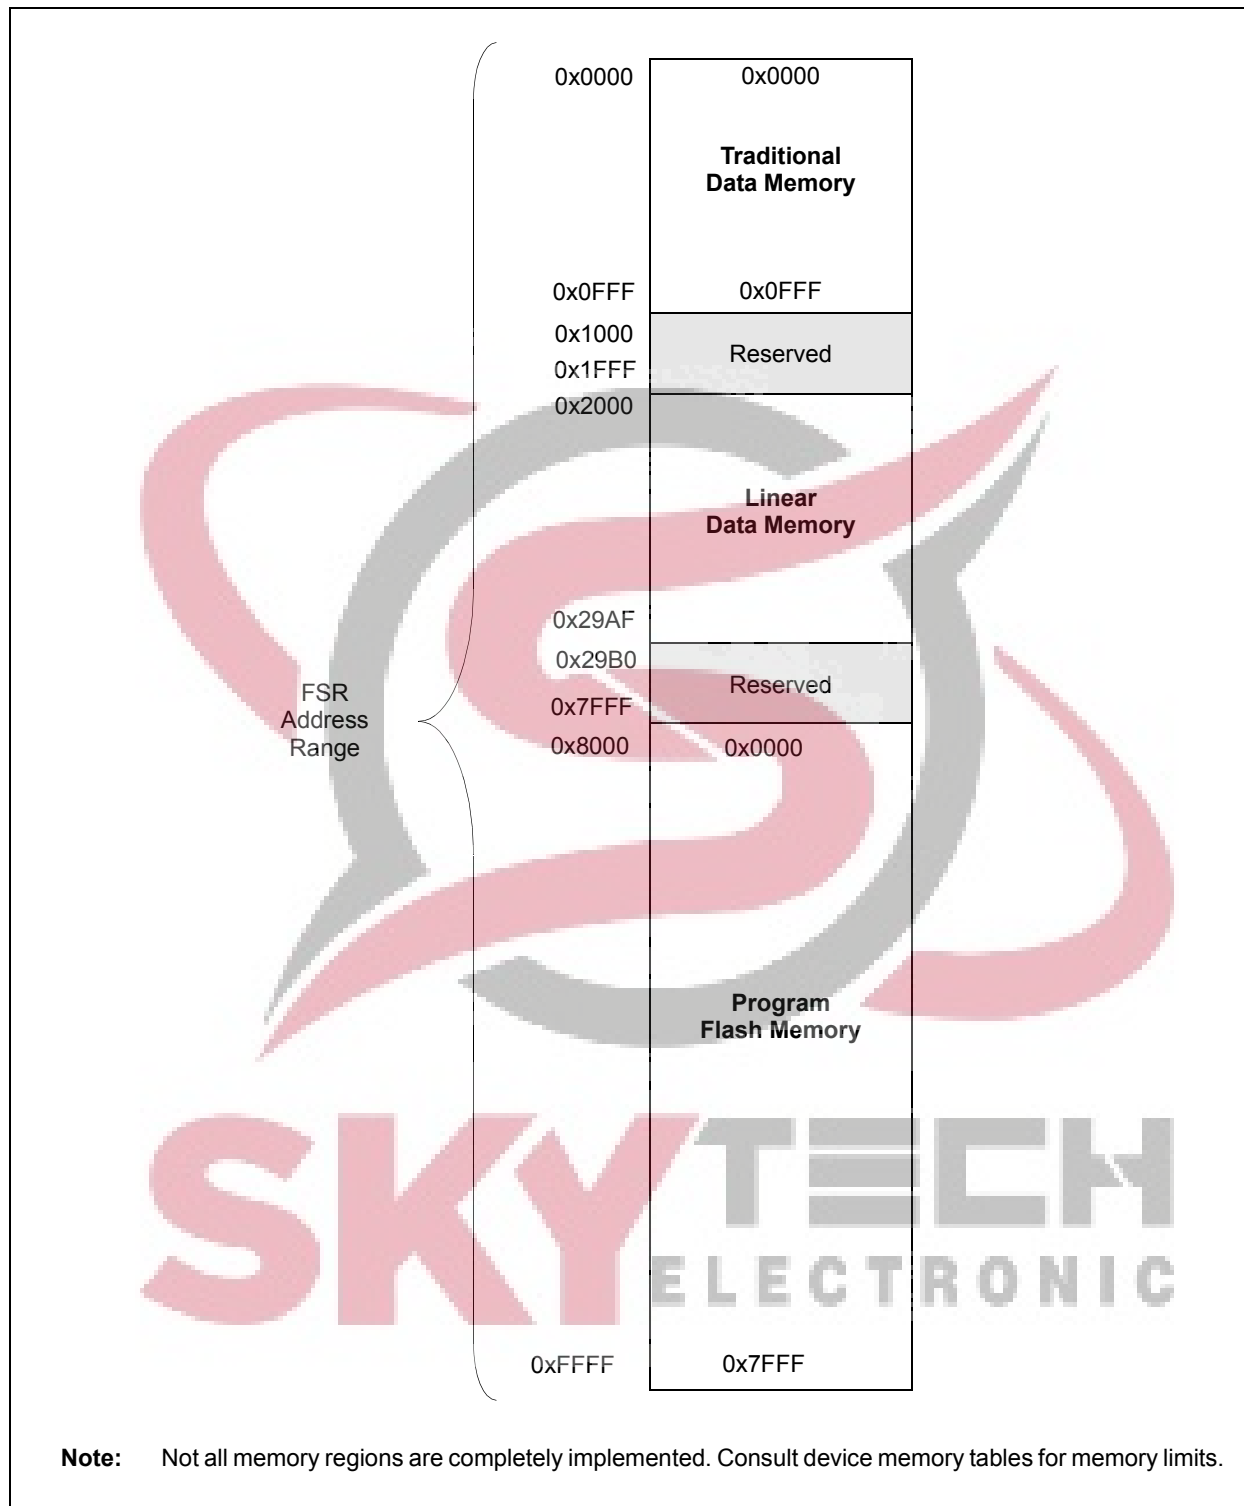 0x0000 0x0000
Traditional
Data Memory
0x0FFF 0x0FFF
0x1000
Reserved
0x1FFF
0x2000
Linear
Data Memory
0x29AF
0x29B0
Reserved
0x7FFF
FSR
Address
Range
0x8000 0x0000
Program
Flash Memory
SKYTECH
ELECTRONIC
0xFFFF 0x7FFF
Note: Not all memory regions are completely implemented. Consult device memory tables for memory limits.